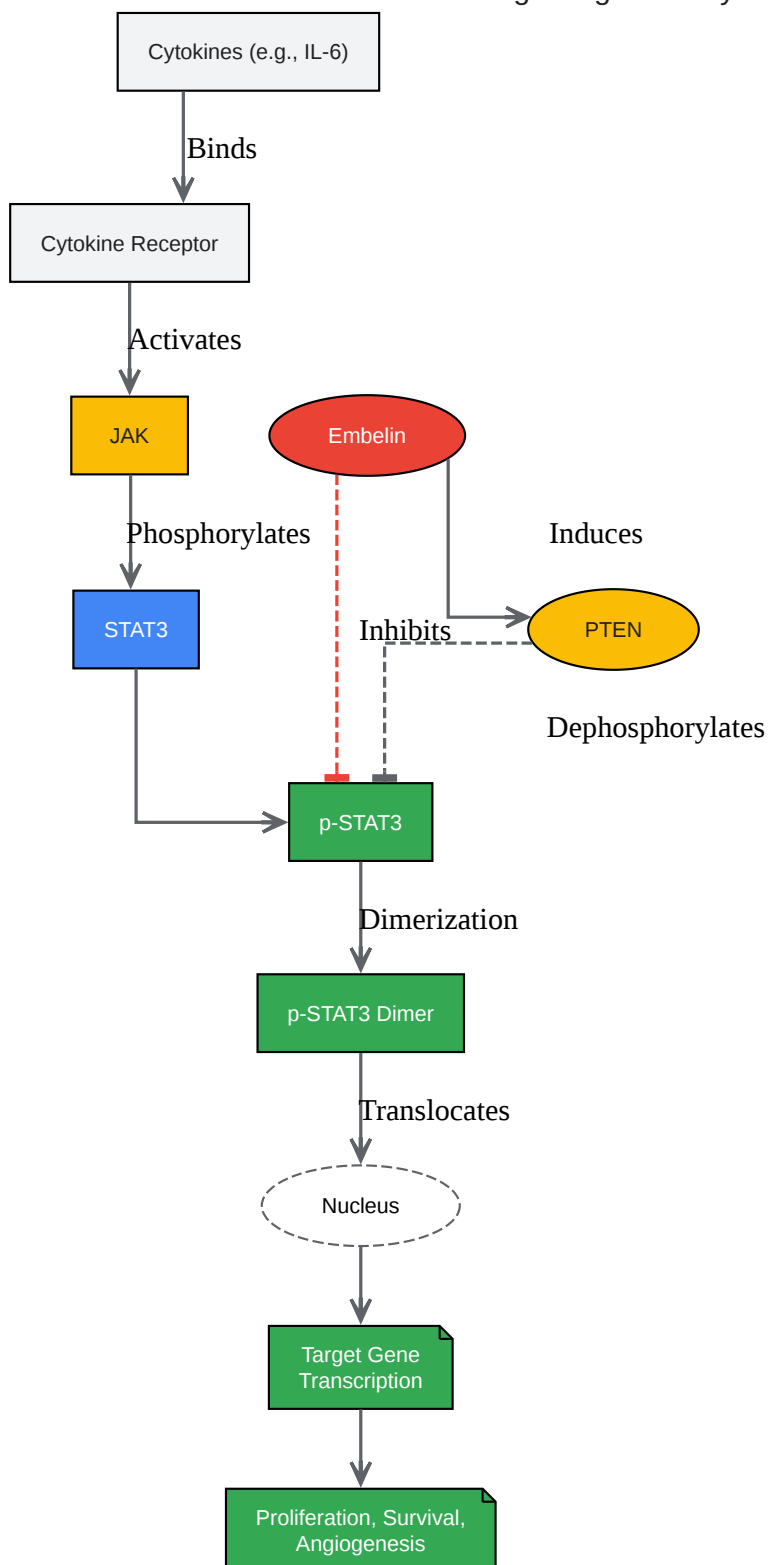 Cytokines (e.g., IL-6)
Binds
Cytokine Receptor
Activates
JAK
Embelin
Phosphorylates
Induces
STAT3
Inhibits
PTEN
Dephosphorylates
p-STAT3
Dimerization
p-STAT3 Dimer
Translocates
Nucleus
Target Gene
Transcription
Proliferation, Survival,
Angiogenesis